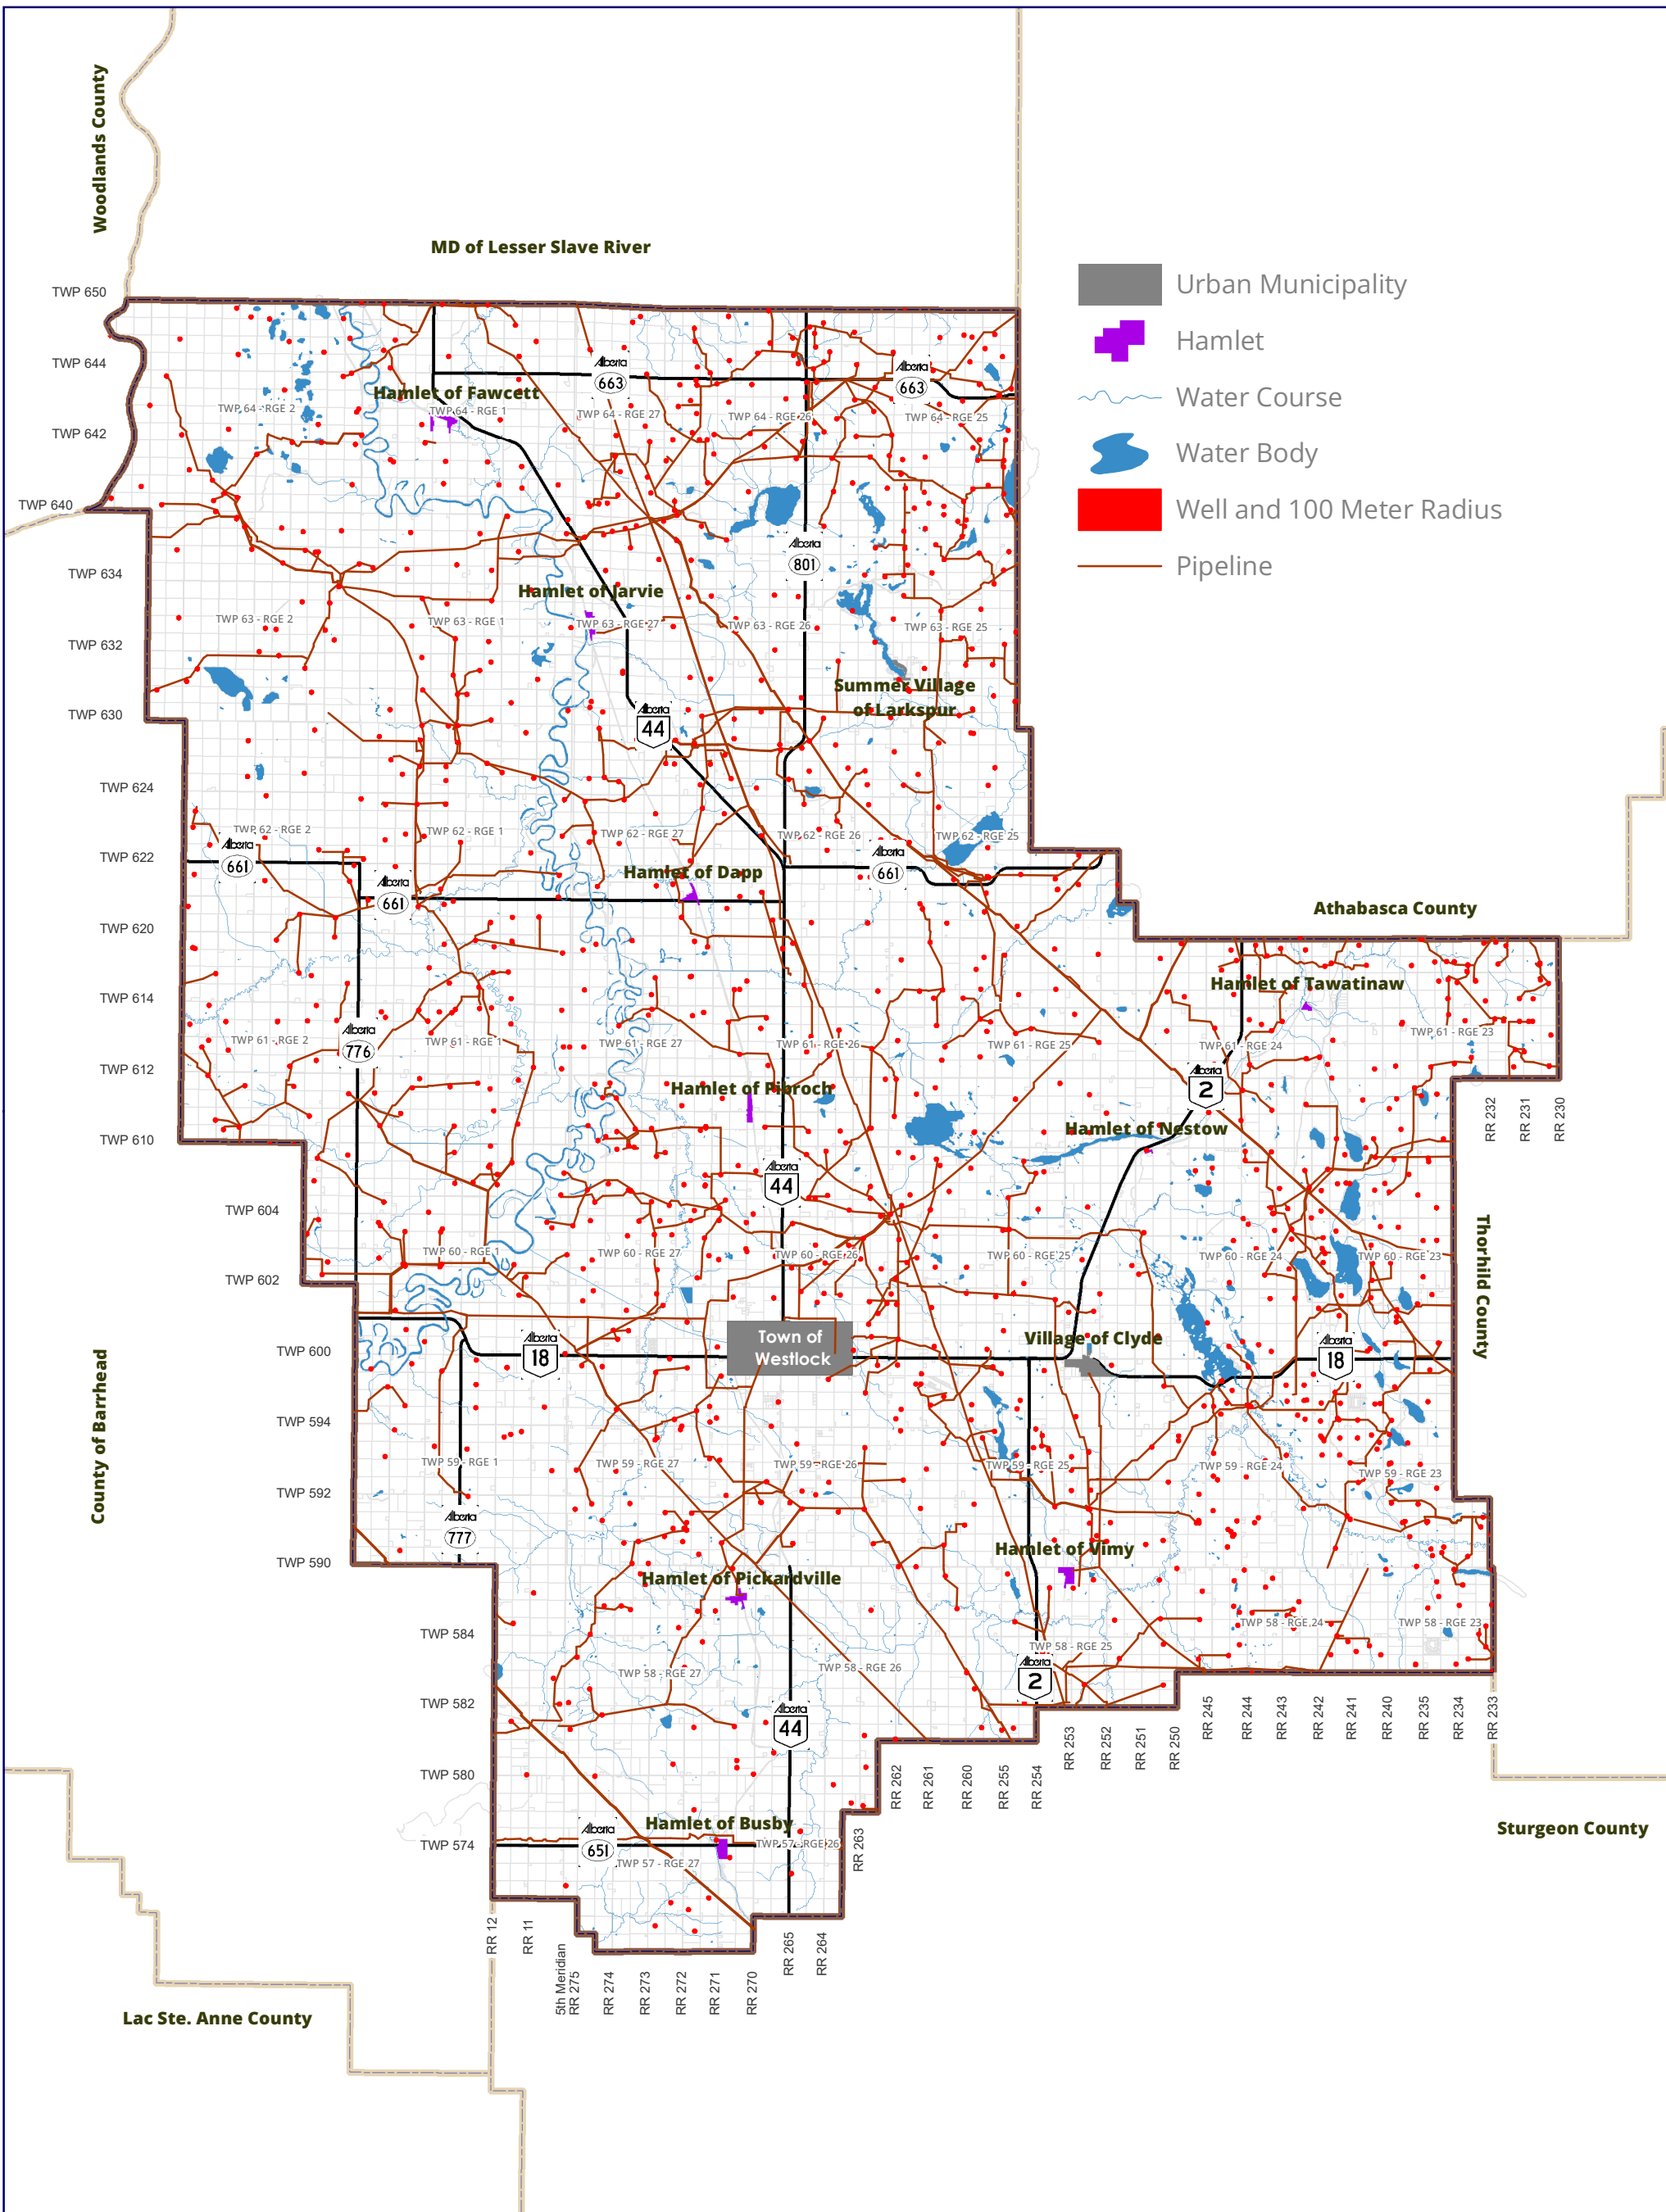 Woodlands County
MD of Lesser Slave River
TWP 650
TWP 644
TWP 642
TWP 640
TWP 634
TWP 632
TWP 630
TWP 624
TWP 622
TWP 620
TWP 614
TWP 612
TWP 610
TWP 604
TWP 602
TWP 600
TWP 594
TWP 592
TWP 590
TWP 584
TWP 582
TWP 580
TWP 574
Urban Municipality
Hamlet
Water Course
Water Body
Well and 100 Meter Radius
Pipeline
Alberta
663
Alberta
663
Hamlet of Fawcett
TWP 64 - RGE 2
TWP 64 - RGE 1
TWP 64 - RGE 27
TWP 64 - RGE 26
TWP 64 - RGE 25
Alberta
801
Hamlet of Jarvie
TWP 63 - RGE 2
TWP 63 - RGE 1
TWP 63 - RGE 27
TWP 63 - RGE 26
TWP 63 - RGE 25
Summer Village
of Larkspur
Alberta
44
TWP 62 - RGE 2
TWP 62 - RGE 1
TWP 62 - RGE 27
TWP 62 - RGE 26
TWP 62 - RGE 25
Alberta
661
Alberta
661
Alberta
661
Hamlet of Dapp
Athabasca County
Hamlet of Tawatinaw
Alberta
776
TWP 61 - RGE 2
TWP 61 - RGE 1
TWP 61 - RGE 27
TWP 61 - RGE 26
TWP 61 - RGE 25
TWP 61 - RGE 24
TWP 61 - RGE 23
Alberta
2
Hamlet of Pibroch
Hamlet of Nestow
RR 232
RR 231
RR 230
Alberta
44
TWP 60 - RGE 1
TWP 60 - RGE 27
TWP 60 - RGE 26
TWP 60 - RGE 25
TWP 60 - RGE 24
TWP 60 - RGE 23
Thorhild County
Alberta
18
Town of
Westlock
Village of Clyde
Alberta
18
County of Barrhead
TWP 59 - RGE 1
TWP 59 - RGE 27
TWP 59 - RGE 26
TWP 59 - RGE 25
TWP 59 - RGE 24
TWP 59 - RGE 23
Alberta
777
Hamlet of Vimy
Hamlet of Pickardville
TWP 58 - RGE 27
TWP 58 - RGE 26
TWP 58 - RGE 25
TWP 58 - RGE 24
TWP 58 - RGE 23
Alberta
2
Alberta
44
RR 262
RR 261
RR 260
RR 255
RR 254
RR 253
RR 252
RR 251
RR 250
RR 245
RR 244
RR 243
RR 242
RR 241
RR 240
RR 235
RR 234
RR 233
Hamlet of Busby
Alberta
651
TWP 57 - RGE 27
TWP 57 - RGE 26
RR 263
Sturgeon County
RR 12
RR 11
5th Meridian
RR 275
RR 274
RR 273
RR 272
RR 271
RR 270
RR 265
RR 264
Lac Ste. Anne County